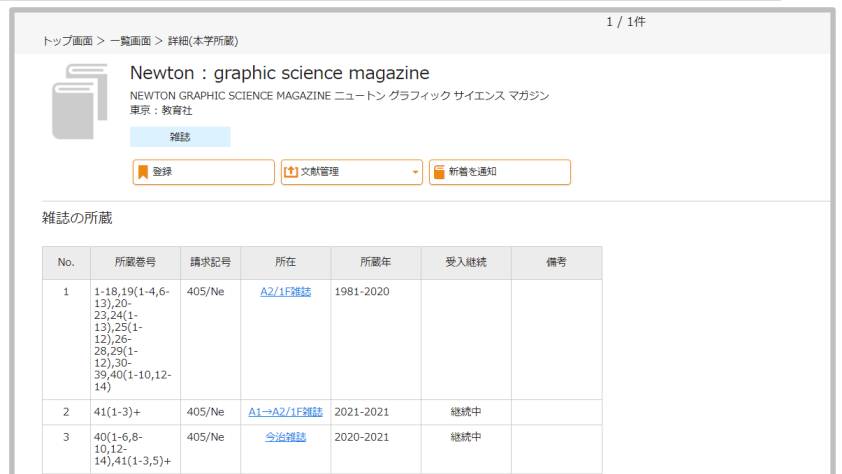 1 / 1件
トップ画面 > 一覧画面 > 詳細(本学所蔵)
Newton : graphic science magazine
NEWTON GRAPHIC SCIENCE MAGAZINE ニュートン グラフィック サイエンス マガジン
東京 : 教育社
雑誌
登録 文献管理 新着を通知
雑誌の所蔵
No. 所蔵巻号 請求記号 所在 所蔵年 受入継続 備考
1 1-18,19(1-4,6- 405/Ne A2/1F雑誌 1981-2020
13),20-
23,24(1-
13),25(1-
12),26-
28,29(1-
12),30-
39,40(1-10,12-
14)
2 41(1-3)+ 405/Ne A1→A2/1F雑誌 2021-2021 継続中
3 40(1-6,8- 405/Ne 今治雑誌 2020-2021 継続中
10,12-
14),41(1-3,5)+